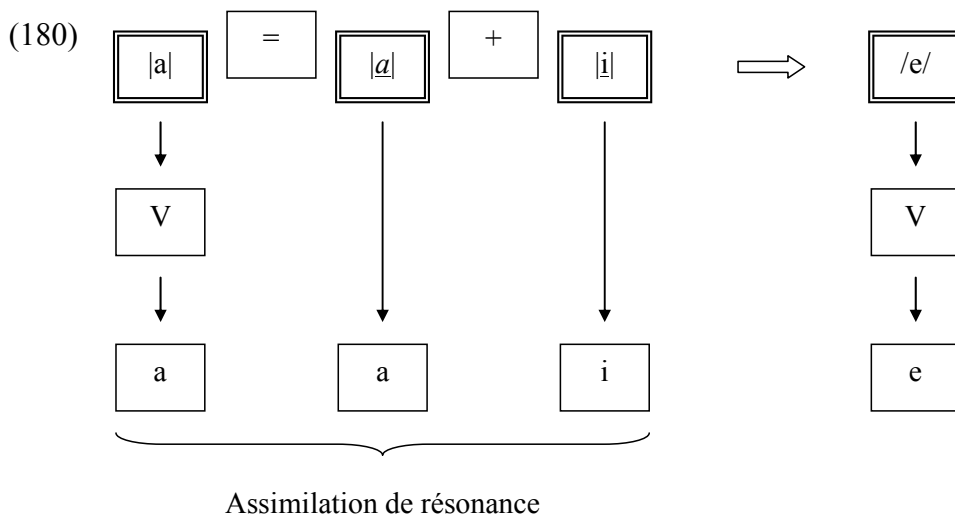 (180) |a| = |a| + |i| /e/
V V
a a i e
Assimilation de résonance